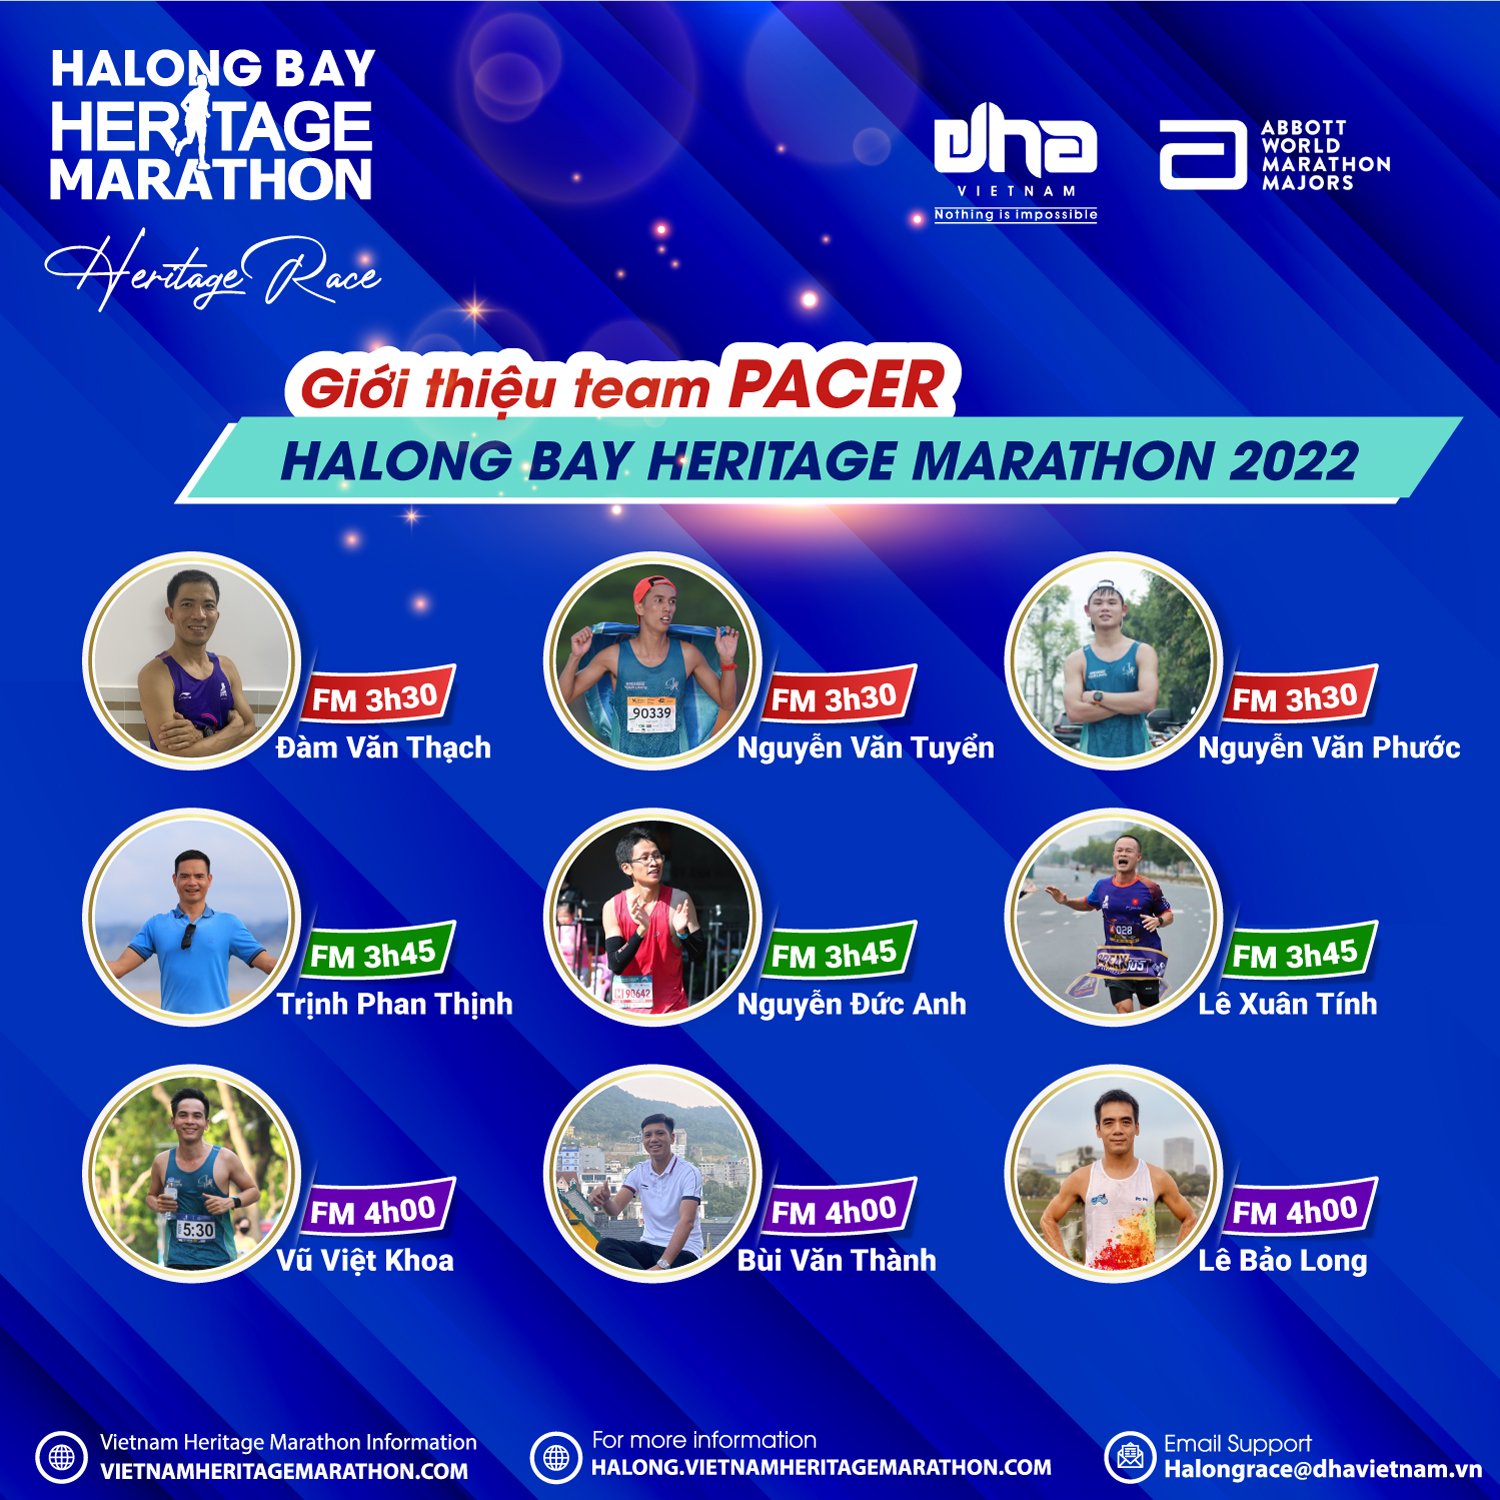 HALONG BAY
HERITAGE
MARATHON
Heritage Race
dha
VIETNAM
Nothing is impossible
ABBOTT
WORLD
MARATHON
MAJORS
Giới thiệu team PACER
HALONG BAY HERITAGE MARATHON 2022
90339
FM 3h30
Đàm Văn Thạch
FM 3h30
Nguyễn Văn Tuyển
FM 3h30
Nguyễn Văn Phước
90642
028
FM 3h45
Trịnh Phan Thịnh
FM 3h45
Nguyễn Đức Anh
FM 3h45
Lê Xuân Tính
5:30
FM 4h00
Vũ Việt Khoa
FM 4h00
Bùi Văn Thành
FM 4h00
Lê Bảo Long
Vietnam Heritage Marathon Information
VIETNAMHERITAGEMARATHON.COM
For more information
HALONG.VIETNAMHERITAGEMARATHON.COM
Email Support
Halongrace@dhavietnam.vn